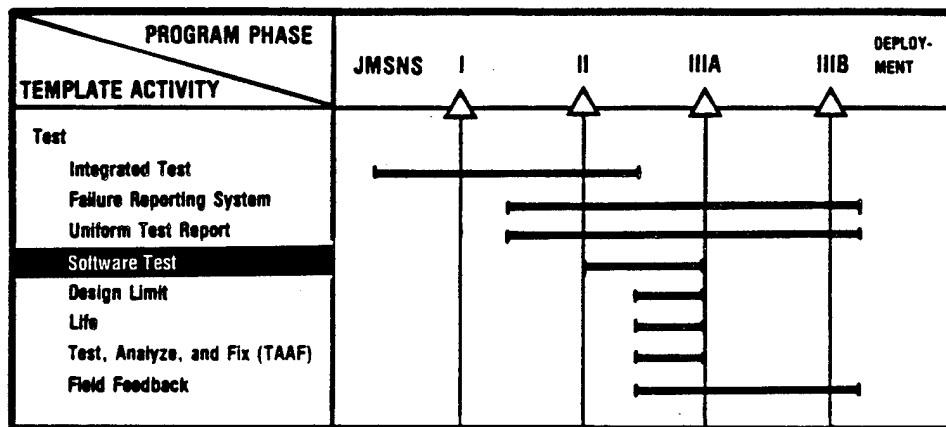 PROGRAM PHASE
TEMPLATE ACTIVITY
JMSNS I II IIIA IIIB DEPLOY-
MENT
Test
Integrated Test
Failure Reporting System
Uniform Test Report
Software Test
Design Limit
Life
Test, Analyze, and Fix (TAAF)
Field Feedback